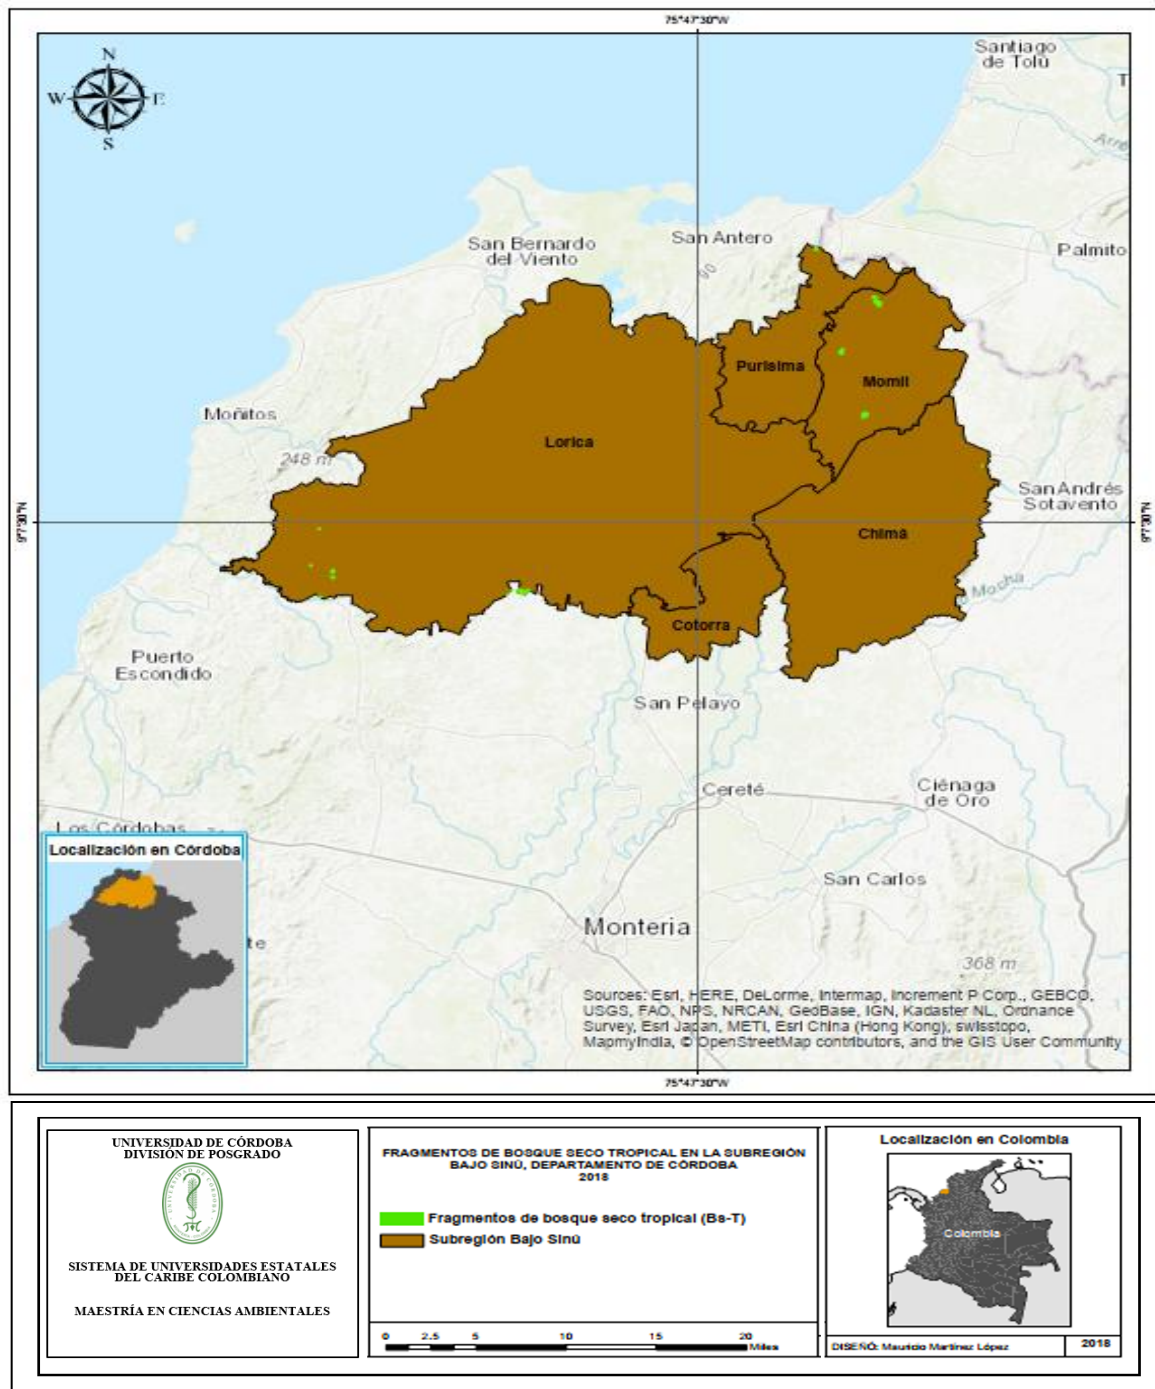 75°47'30"W
Santiago
de Tolú
T
N
W
E
S
Arre
San Bernardo
del Viento
San Antero
90
Palmito
Purisima
Momil
Moñitos
248 m
Lorica
San Andrés
Sotavento
9°7'30"N
9°7'30"N
Chimá
Mocha
Cotorra
Puerto
Escondido
San Pelayo
Cereté
Ciénaga
de Oro
Los Córdobas
Localización en Córdoba
San Carlos
Monteria
te
368 m
Sources: Esri, HERE, DeLorme, Intermap, Increment P Corp., GEBCO,
USGS, FAO, NPS, NRCAN, GeoBase, IGN, Kadaster NL, Ordnance
Survey, Esri Japan, METI, Esri China (Hong Kong), swisstopo,
MapmyIndia, © OpenStreetMap contributors, and the GIS User Community
75°47'30"W
UNIVERSIDAD DE CÓRDOBA
DIVISIÓN DE POSGRADO
SISTEMA DE UNIVERSIDADES ESTATALES
DEL CARIBE COLOMBIANO
MAESTRÍA EN CIENCIAS AMBIENTALES
FRAGMENTOS DE BOSQUE SECO TROPICAL EN LA SUBREGIÓN
BAJO SINÚ, DEPARTAMENTO DE CÓRDOBA
2018
Fragmentos de bosque seco tropical (Bs-T)
Subregión Bajo Sinú
0 2.5 5 10 15 20
Miles
Localización en Colombia
Colombia
DISEÑO: Mauricio Martínez López
2018